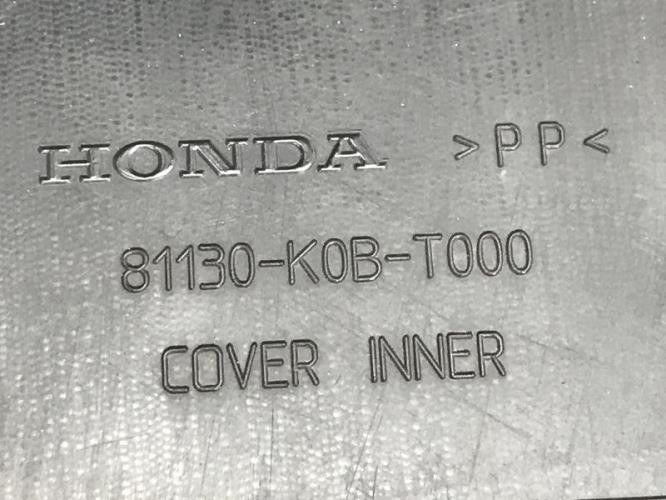 HONDA >PP<
81130-K0B-T000
COVER INNER